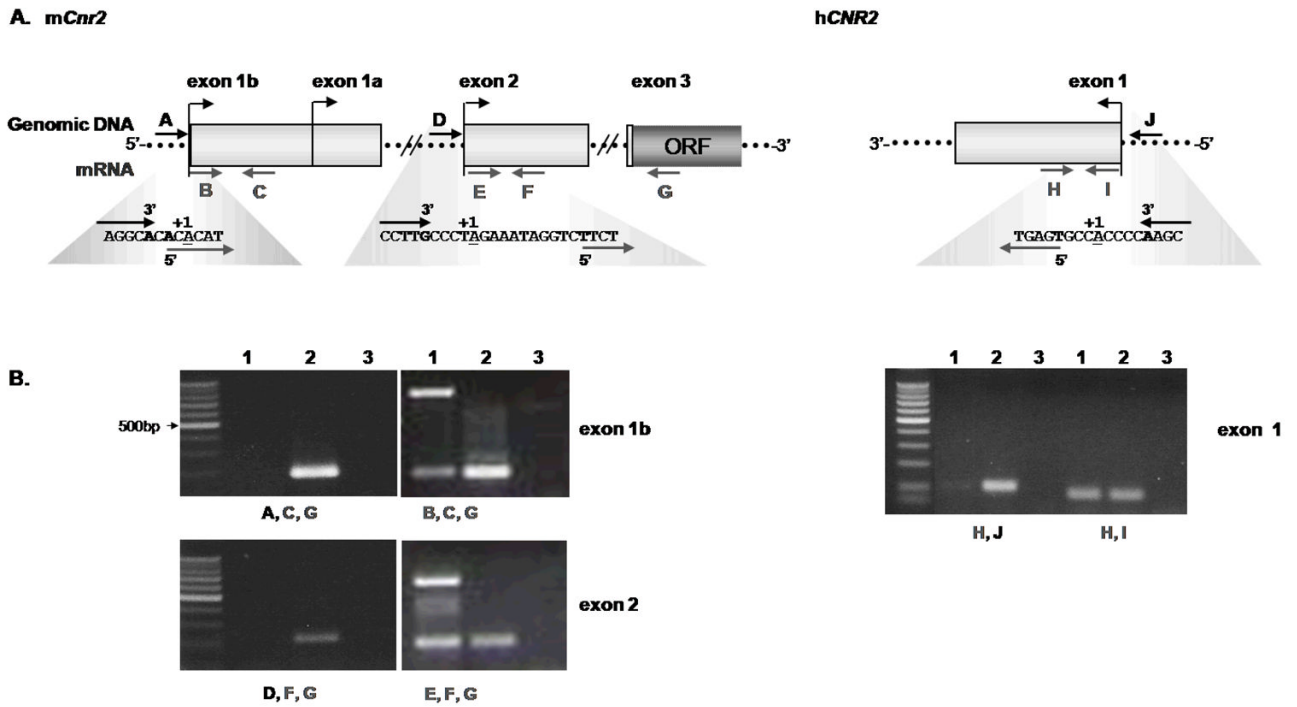 A. mCnr2
hCNR2
exon 1b exon 1a exon 2 exon 3
exon 1
Genomic DNA A D J
5'- ORF -3'
3'- -5'
mRNA
B C E F G H I
3' +1 3' +1 +1 3'
AGGCACACACAT CCTTGCCCTAGAAATAGGTCTTCT TGAGTGCCACCCCAAGC
5' 5' 5'
B.
1 2 3 1 2 3
1 2 3 1 2 3
500bp
exon 1b
exon 1
A, C, G B, C, G
H, J H, I
exon 2
D, F, G E, F, G